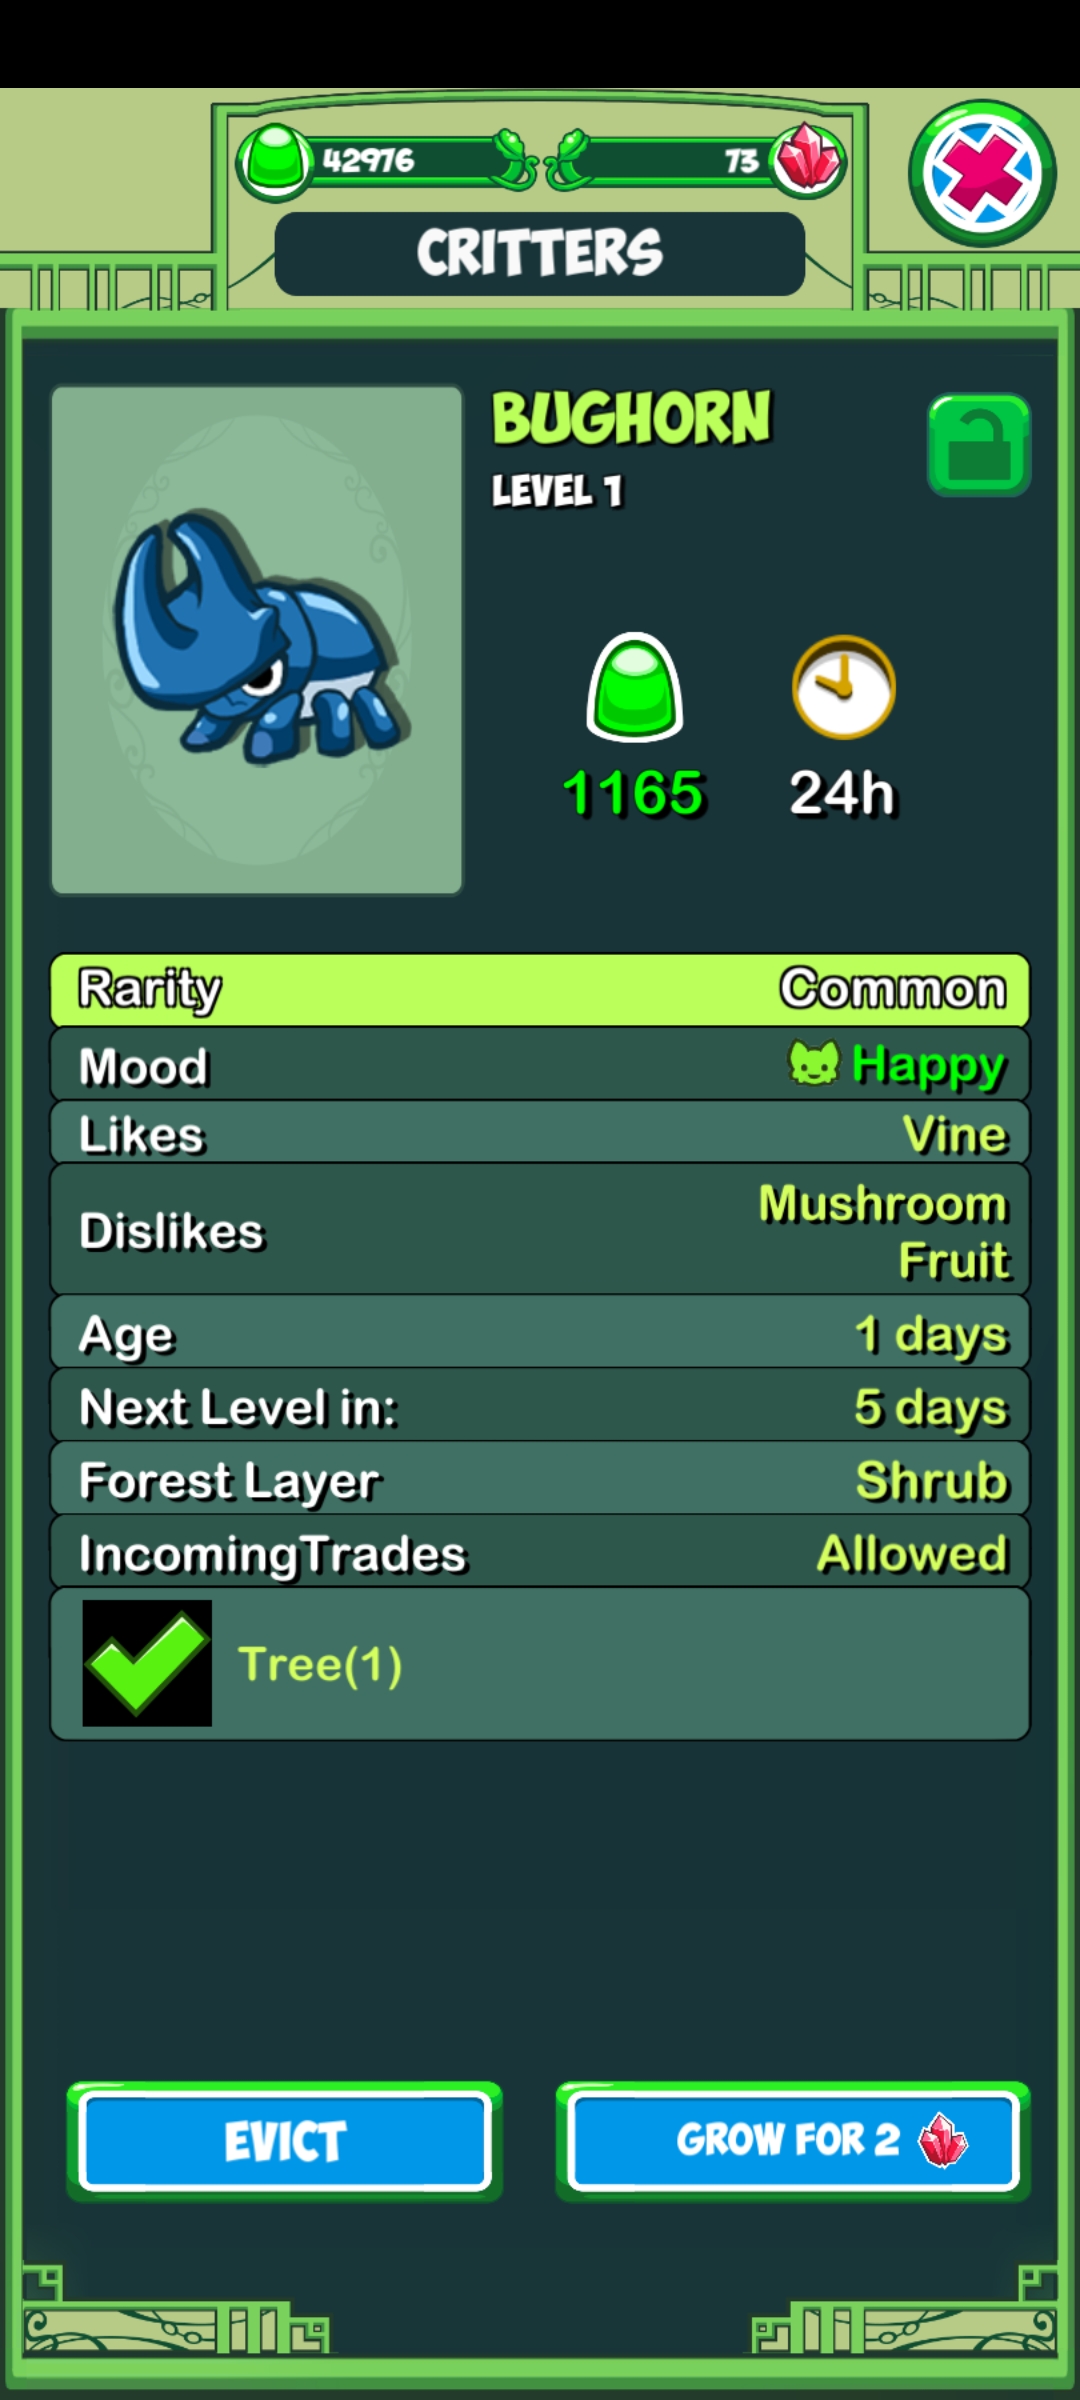 42976
73
CRITTERS
BUGHORN
LEVEL 1
1165
24h
Rarity Common
Mood Happy
Likes Vine
Dislikes Mushroom
Fruit
Age 1 days
Next Level in: 5 days
Forest Layer Shrub
IncomingTrades Allowed
Tree(1)
EVICT
GROW FOR 2